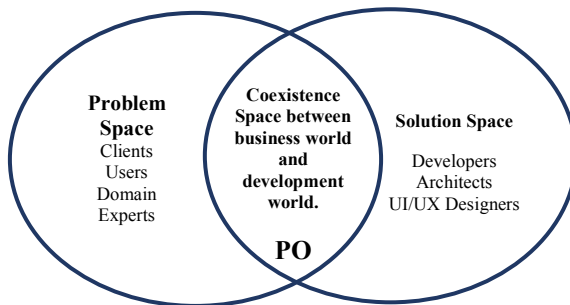 Problem
Space
Clients
Users
Domain
Experts
Coexistence
Space between
business world
and
development
world.
PO
Solution Space
Developers
Architects
UI/UX Designers